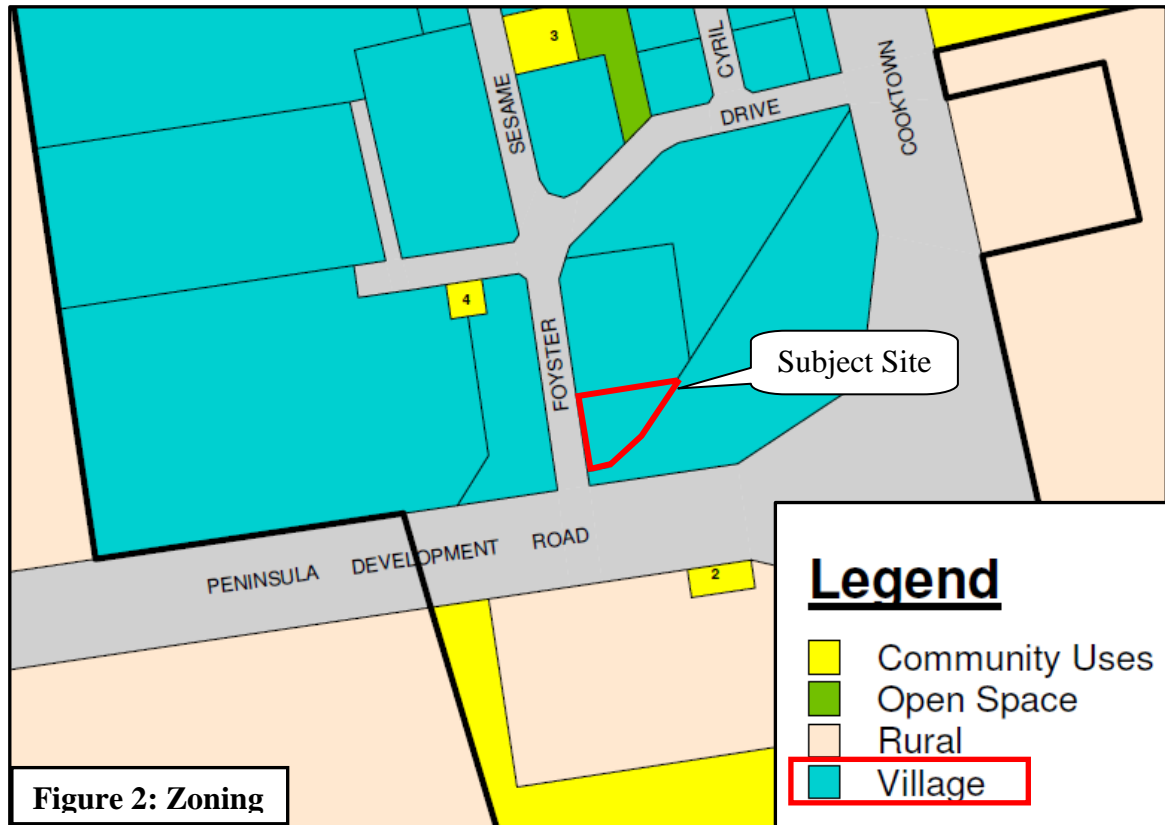 3
SESAME
CYRIL
DRIVE
COOKTOWN
4
FOYSTER
Subject Site
PENINSULA DEVELOPMENT ROAD
2
Legend
Community Uses
Open Space
Rural
Village
Figure 2: Zoning